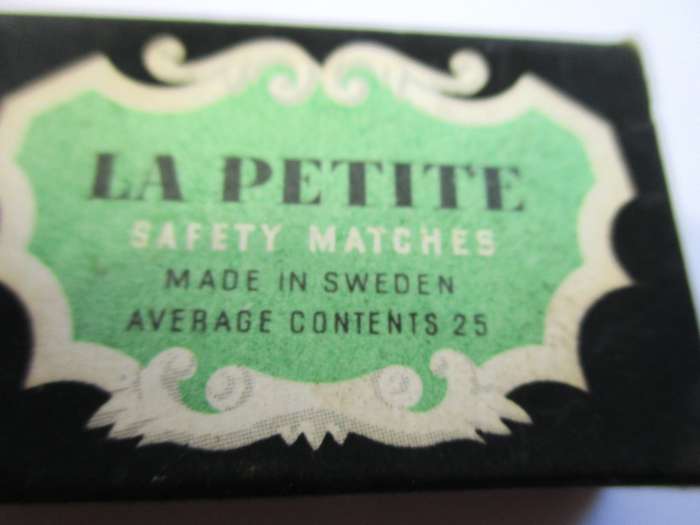 LA PETITE
SAFETY MATCHES
MADE IN SWEDEN
AVERAGE CONTENTS 25